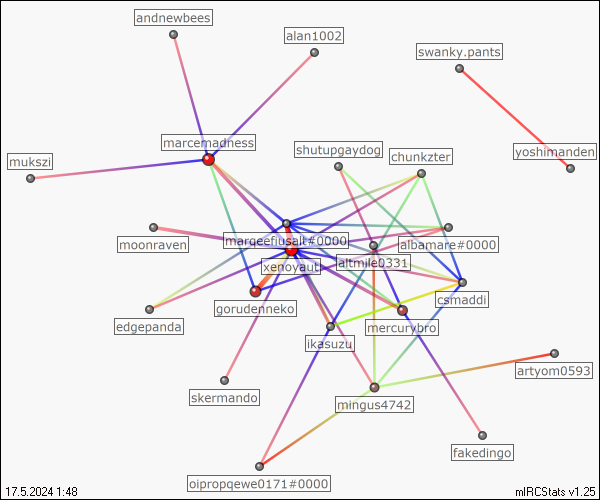 andnewbees
alan1002
swanky.pants
marcemadness
shutupgaydog
chunkzter
yoshimanden
mukszi
moonraven
marqeefiusalt#0000
albamare#0000
xenoyauti
altmile0331
csmaddi
gorudenneko
edgepanda
mercurybro
ikasuzu
artyom0593
skermando
mingus4742
fakedingo
oipropqewe0171#0000
17.5.2024 1:48
mIRCStats v1.25